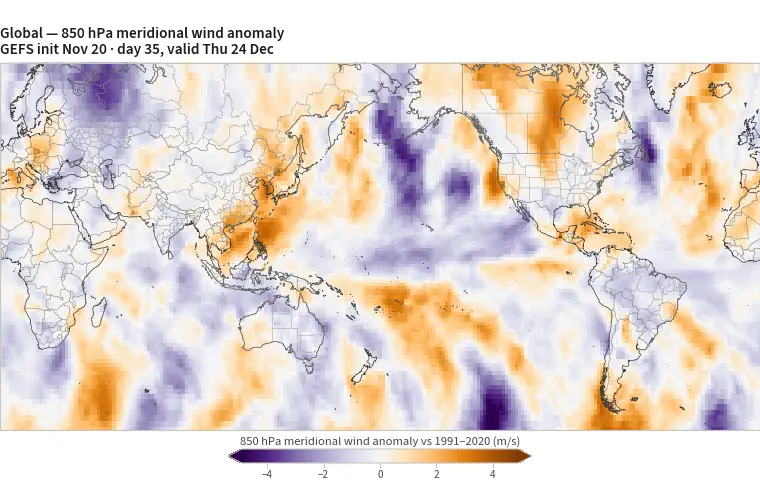 Global — 850 hPa meridional wind anomaly
GEFS init Nov 20 · day 35, valid Thu 24 Dec
850 hPa meridional wind anomaly vs 1991–2020 (m/s)
−4 −2 0 2 4